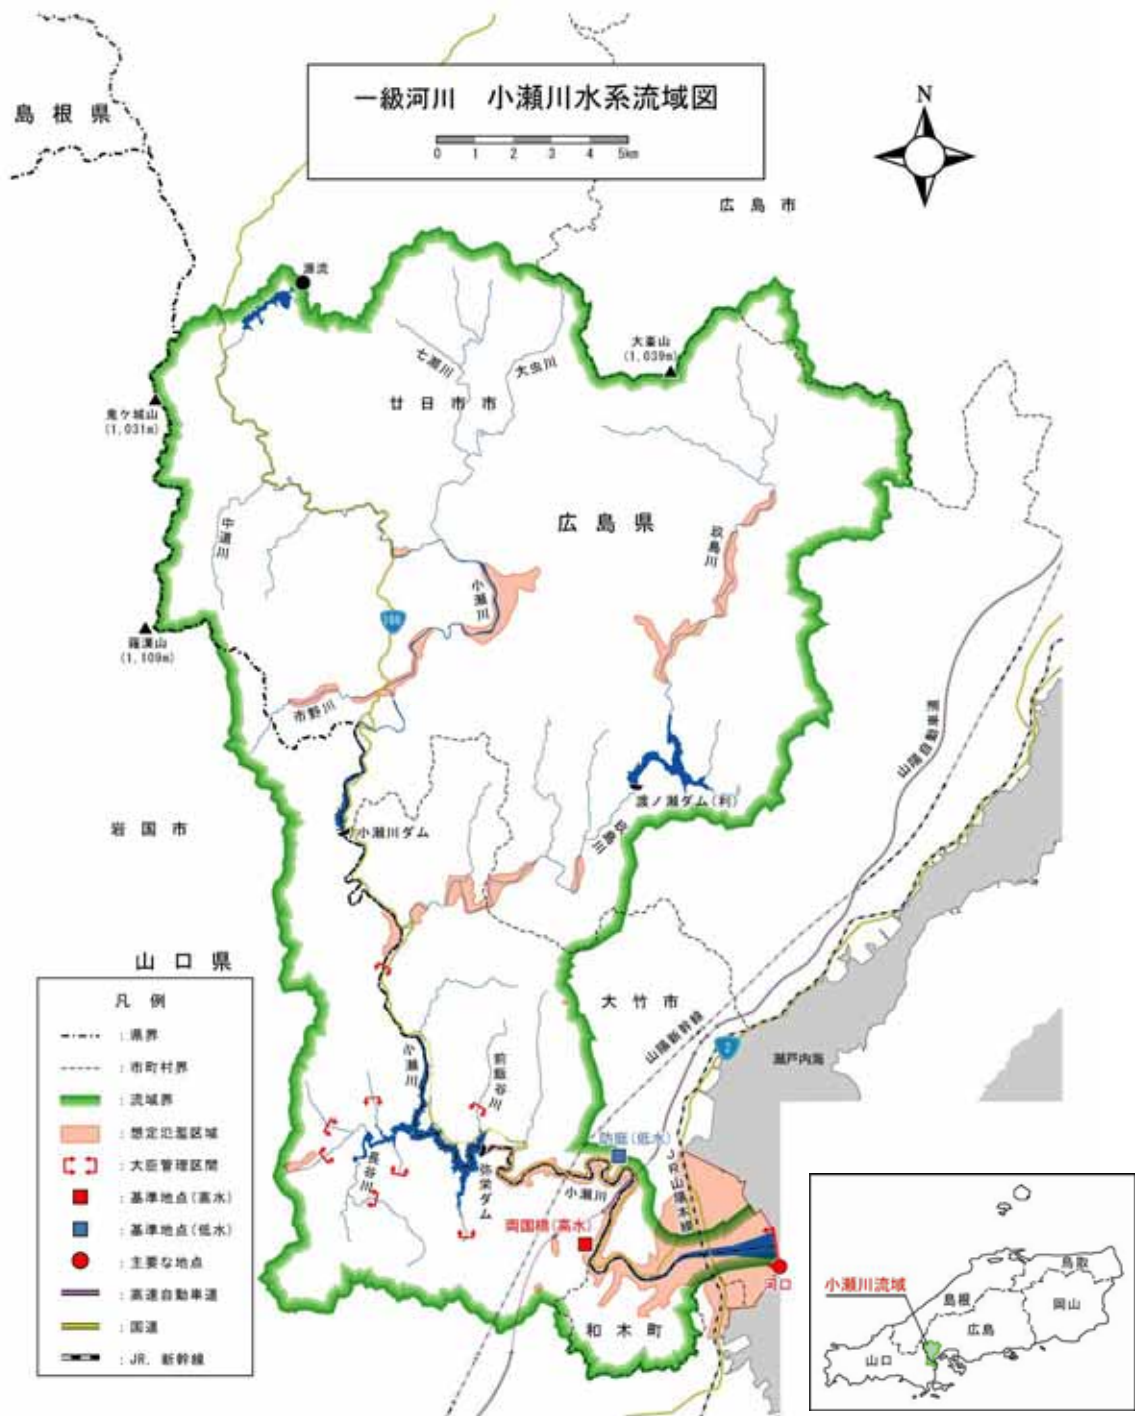 一級河川 小瀬川水系流域図
0 1 2 3 4 5km
N
島根県
広島市
源流
大峯山
(1,039m)
七瀬川
大虫川
廿日市市
鬼ケ城山
(1,031m)
広島県
中道川
玖島川
小瀬川
186
羅漢山
(1,109m)
市野川
山陽自動車道
渡ノ瀬ダム(利)
岩国市
小瀬川ダム
玖島川
山口県
大竹市
山陽新幹線
2
瀬戸内海
小瀬川
前飯谷川
防鹿(低水)
JR山陽本線
長谷川
弥栄ダム
小瀬川
両国橋(高水)
河口
和木町
凡例
:県界
:市町村界
:流域界
:想定氾濫区域
:大臣管理区間
:基準地点(高水)
:基準地点(低水)
:主要な地点
:高速自動車道
:国道
:JR, 新幹線
小瀬川流域
鳥取
島根
岡山
広島
山口